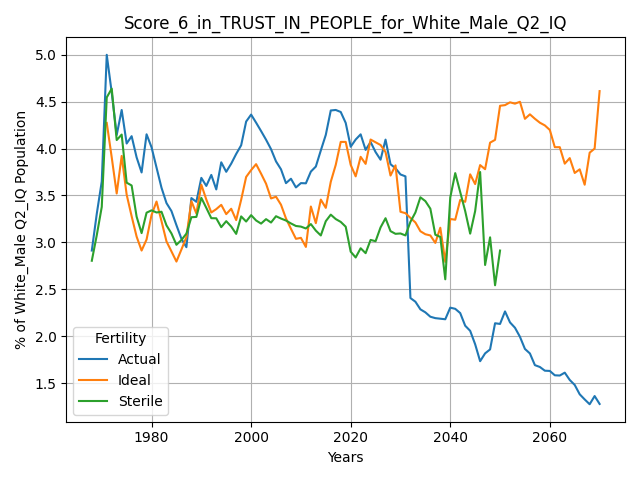 Score_6_in_TRUST_IN_PEOPLE_for_White_Male_Q2_IQ
% of White_Male Q2_IQ Population
5.0
4.5
4.0
3.5
3.0
2.5
2.0
1.5
Fertility
Actual
Ideal
Sterile
1980
2000
2020
2040
2060
Years